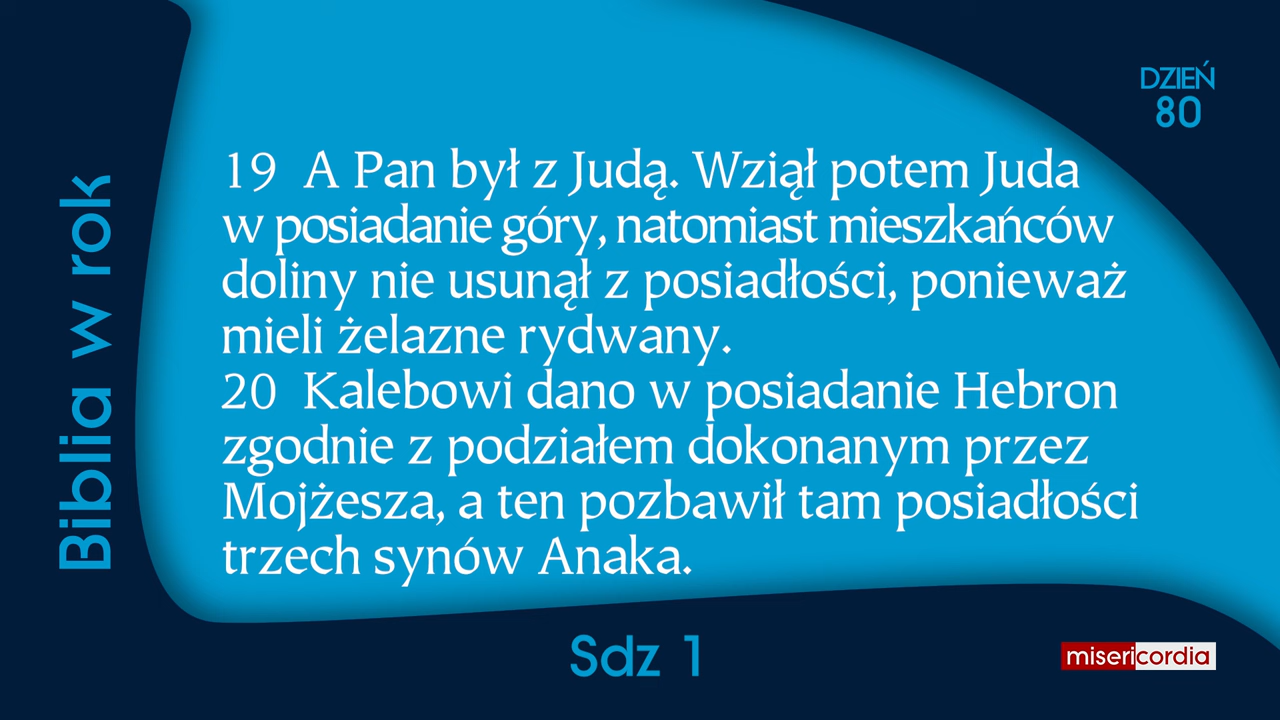 DZIEŃ
80
Biblia w rok
19 A Pan był z Judą. Wziął potem Juda
w posiadanie góry, natomiast mieszkańców
doliny nie usunął z posiadłości, ponieważ
mieli żelazne rydwany.
20 Kalebowi dano w posiadanie Hebron
zgodnie z podziałem dokonanym przez
Mojżesza, a ten pozbawił tam posiadłości
trzech synów Anaka.
Sdz 1
misericordia